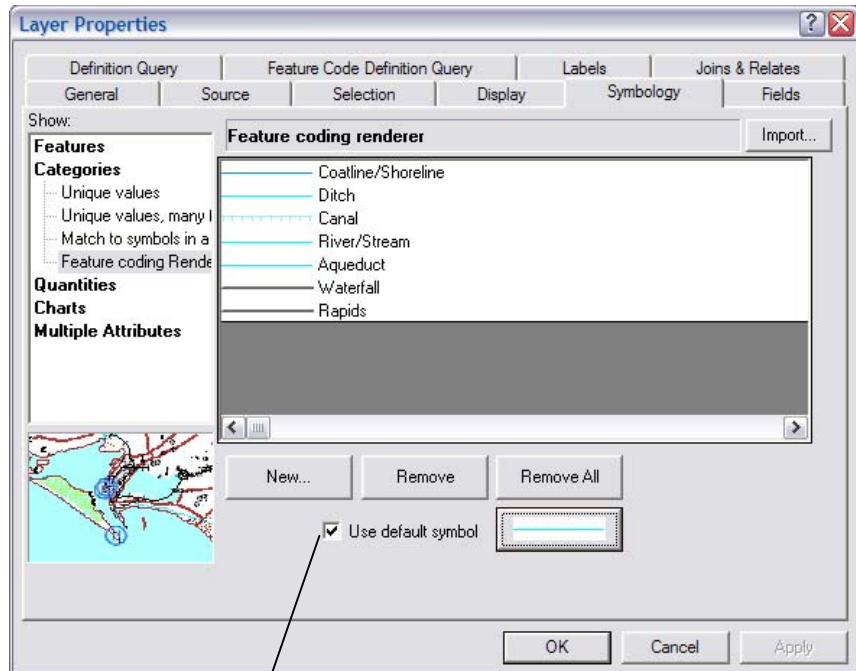 Layer Properties
Definition Query
Feature Code Definition Query
Labels
Joins & Relates
General
Source
Selection
Display
Symbology
Fields
Show:
Features
Categories
Unique values
Unique values, many
Match to symbols in a
Feature coding Rende
Quantities
Charts
Multiple Attributes
Feature coding renderer
Import...
Coatline/Shoreline
Ditch
Canal
River/Stream
Aqueduct
Waterfall
Rapids
New...
Remove
Remove All
Use default symbol
OK
Cancel
Apply